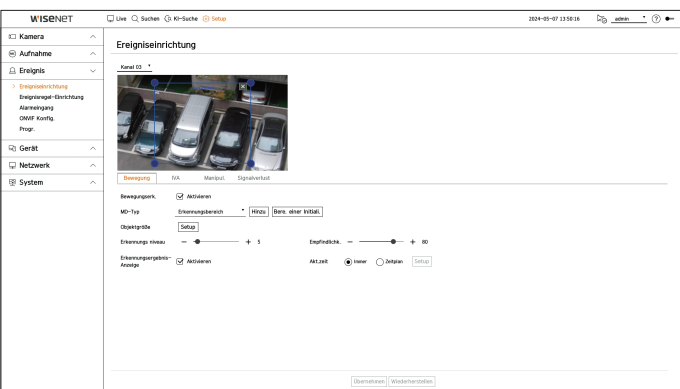 WISENET
Live Suchen KI-Suche Setup
2024-05-07 13:50:16 admin
Kamera
Aufnahme
Ereignis
Ereigniseinrichtung
Ereignisregel-Einrichtung
Alarmeingang
ONVIF Konfig.
Progr.
Gerät
Netzwerk
System
Ereigniseinrichtung
Kanal 03
Bewegung IVA Manipul. Signalverlust
Bewegungserk. Aktivieren
MD-Typ Erkennungsbereich Hinzu Bere. einer Initiali.
Objektgröße Setup
Erkennungs niveau − + 5 Empfindlichk. − + 80
Erkennungsergebnis-
Anzeige Aktivieren Akt.zeit Immer Zeitplan Setup
Übernehmen Wiederherstellen